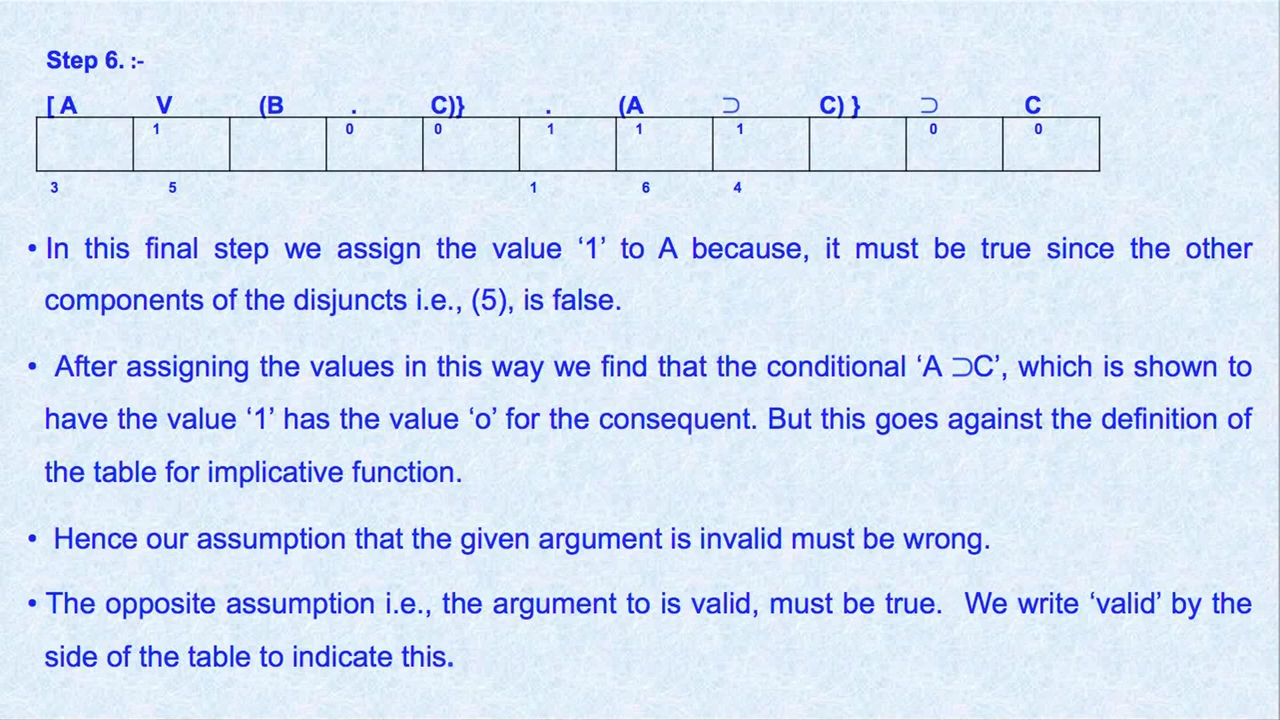 Step 6. :-
[ A V (B . C)} . (A ⊃ C) } ⊃ C
1 0 0 1 1 1 0 0
3 5 1 6 4
• In this final step we assign the value ‘1’ to A because, it must be true since the other
components of the disjuncts i.e., (5), is false.
• After assigning the values in this way we find that the conditional ‘A ⊃C’, which is shown to
have the value ‘1’ has the value ‘o’ for the consequent. But this goes against the definition of
the table for implicative function.
• Hence our assumption that the given argument is invalid must be wrong.
• The opposite assumption i.e., the argument to is valid, must be true. We write ‘valid’ by the
side of the table to indicate this.